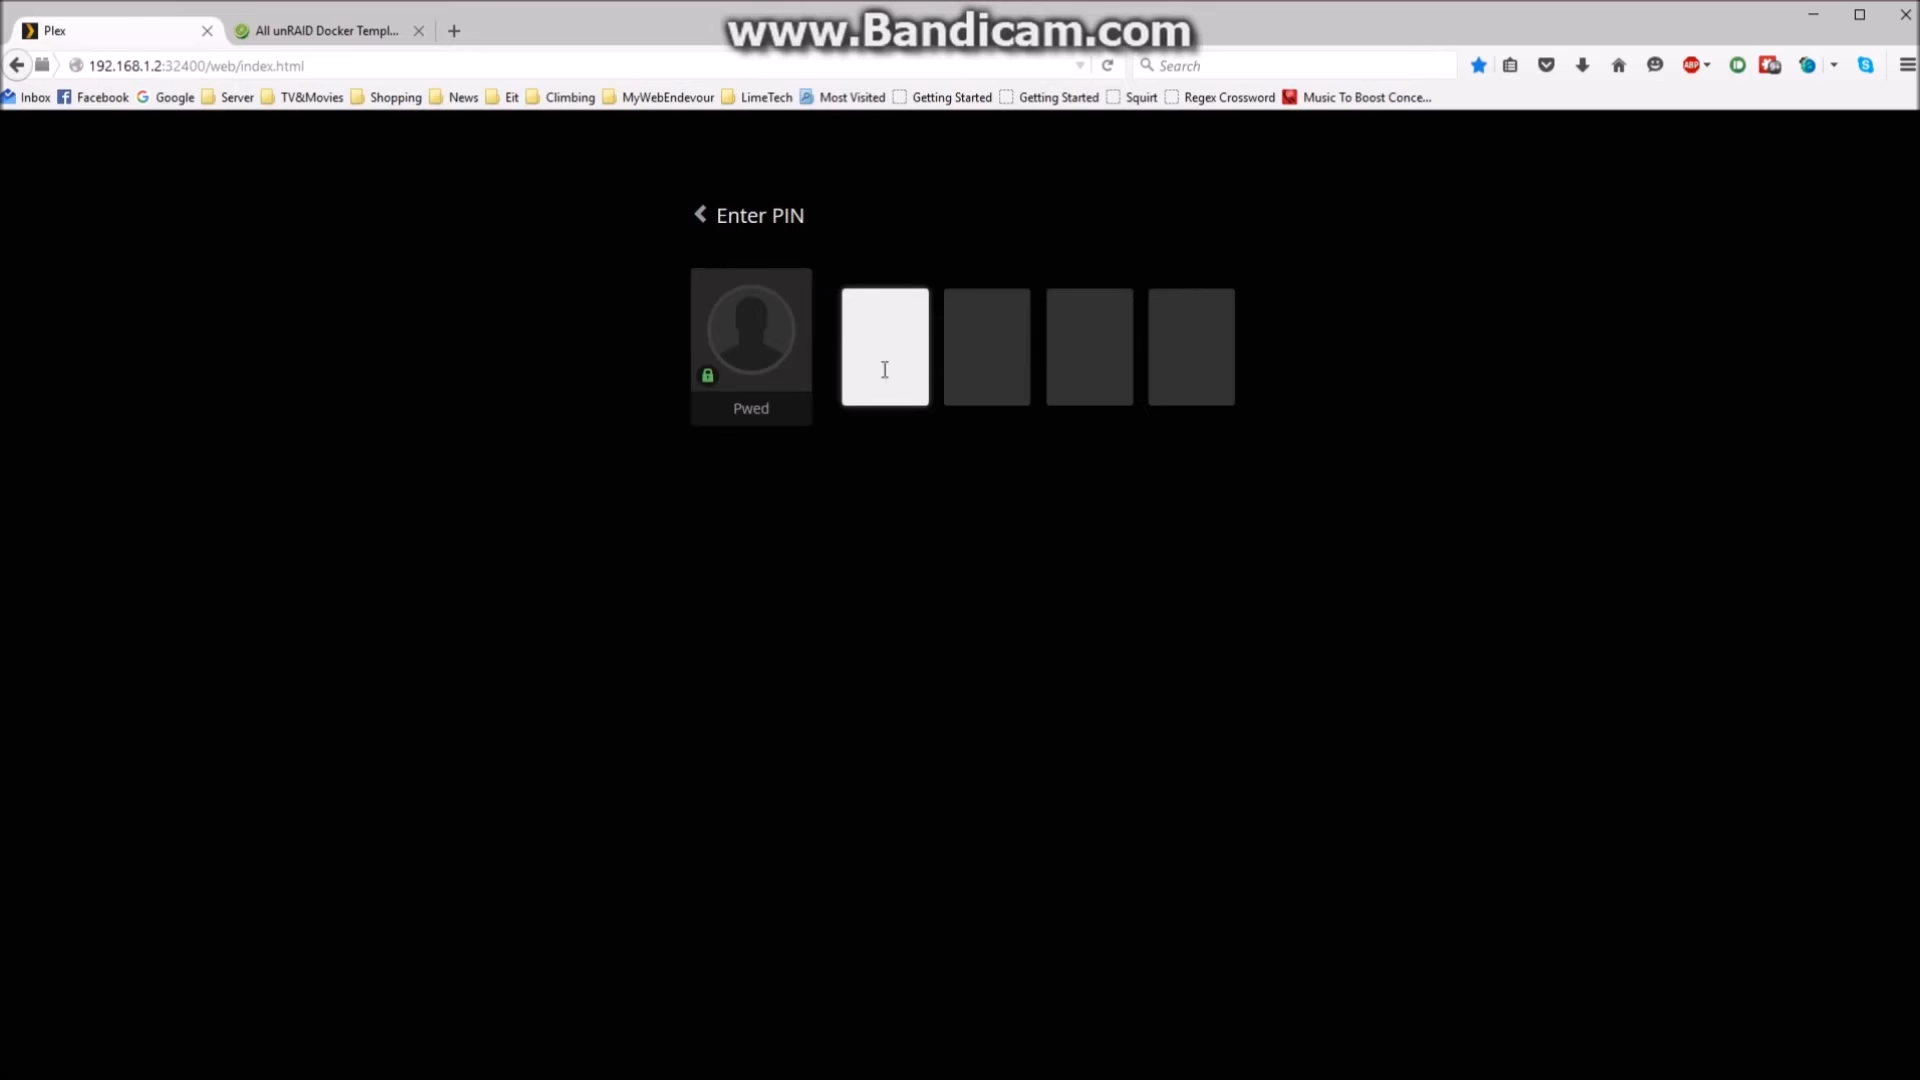 www.Bandicam.com
Plex
All unRAID Docker Templ...
192.168.1.2:32400/web/index.html
Search
ABP
Inbox Facebook Google Server TV&Movies Shopping News Eit Climbing MyWebEndevour LimeTech Most Visited Getting Started Getting Started Squirt Regex Crossword Music To Boost Conce...
Enter PIN
Pwed